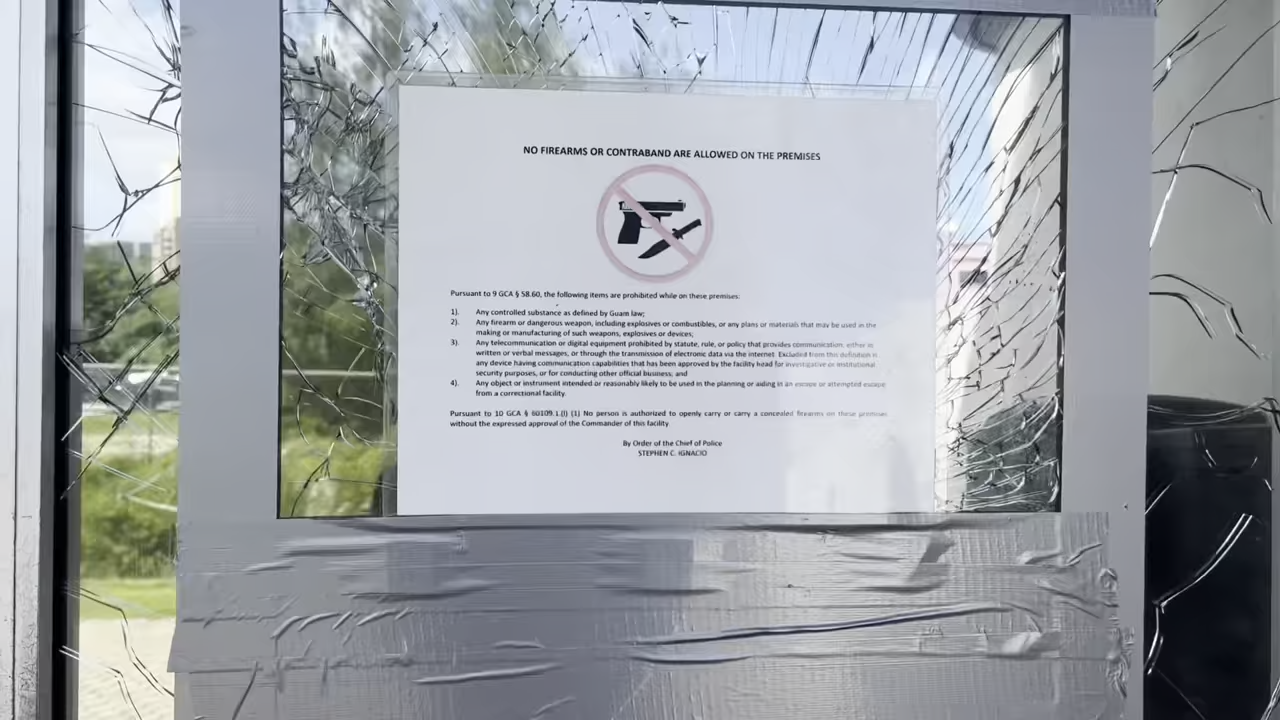 NO FIREARMS OR CONTRABAND ARE ALLOWED ON THE PREMISES
Pursuant to 9 GCA § 58.60, the following items are prohibited while on these premises:
1). Any controlled substance as defined by Guam law;
2). Any firearm or dangerous weapon, including explosives or combustibles, or any plans or materials that may be used in the
making or manufacturing of such weapons, explosives or devices;
3). Any telecommunication or digital equipment prohibited by statute, rule, or policy that provides communication, either in
written or verbal messages, or through the transmission of electronic data via the internet. Excluded from this definition is
any device having communication capabilities that has been approved by the facility head for investigative or institutional
security purposes, or for conducting other official business; and
4). Any object or instrument intended or reasonably likely to be used in the planning or aiding in an escape or attempted escape
from a correctional facility.
Pursuant to 10 GCA § 60109.1.(l) (1) No person is authorized to openly carry or carry a concealed firearms on these premises
without the expressed approval of the Commander of this facility
By Order of the Chief of Police
STEPHEN C. IGNACIO